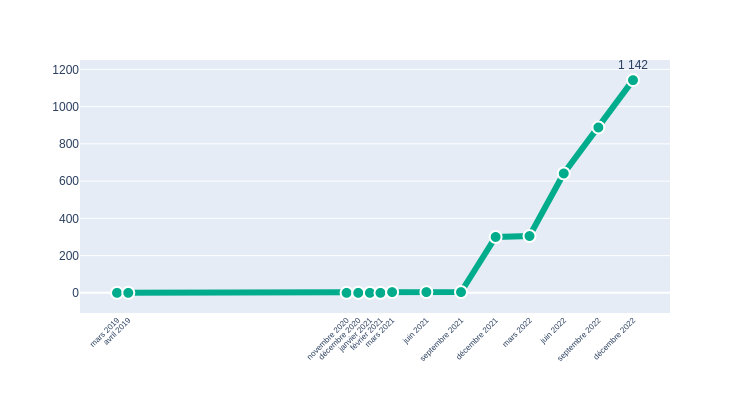 1 142
1200
1000
800
600
400
200
0
mars 2019
avril 2019
novembre 2020
décembre 2020
janvier 2021
février 2021
mars 2021
juin 2021
septembre 2021
décembre 2021
mars 2022
juin 2022
septembre 2022
décembre 2022